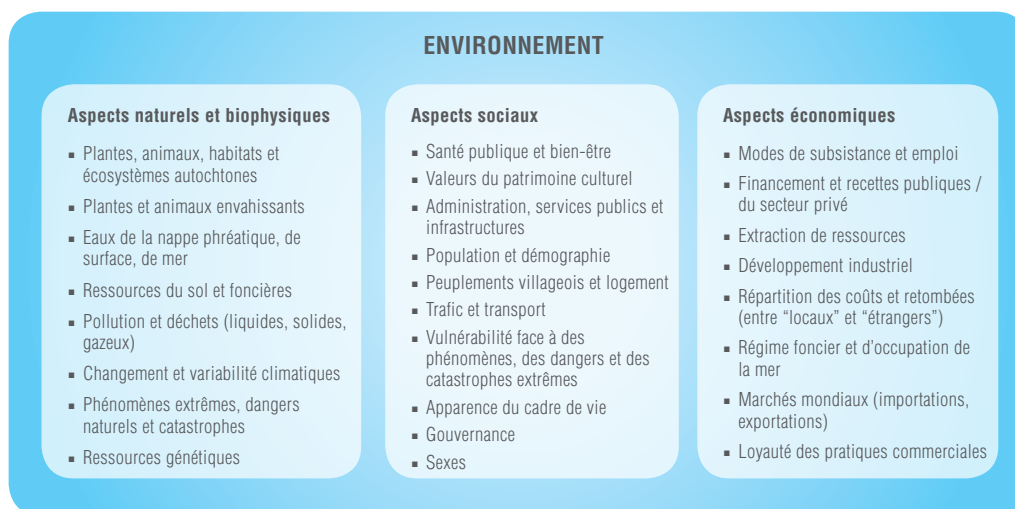 ENVIRONNEMENT
Aspects naturels et biophysiques
▪ Plantes, animaux, habitats et
écosystèmes autochtones
▪ Plantes et animaux envahissants
▪ Eaux de la nappe phréatique, de
surface, de mer
▪ Ressources du sol et foncières
▪ Pollution et déchets (liquides, solides,
gazeux)
▪ Changement et variabilité climatiques
▪ Phénomènes extrêmes, dangers
naturels et catastrophes
▪ Ressources génétiques
Aspects sociaux
▪ Santé publique et bien-être
▪ Valeurs du patrimoine culturel
▪ Administration, services publics et
infrastructures
▪ Population et démographie
▪ Peuplements villageois et logement
▪ Trafic et transport
▪ Vulnérabilité face à des
phénomènes, des dangers et des
catastrophes extrêmes
▪ Apparence du cadre de vie
▪ Gouvernance
▪ Sexes
Aspects économiques
▪ Modes de subsistance et emploi
▪ Financement et recettes publiques /
du secteur privé
▪ Extraction de ressources
▪ Développement industriel
▪ Répartition des coûts et retombées
(entre “locaux” et “étrangers”)
▪ Régime foncier et d’occupation de
la mer
▪ Marchés mondiaux (importations,
exportations)
▪ Loyauté des pratiques commerciales